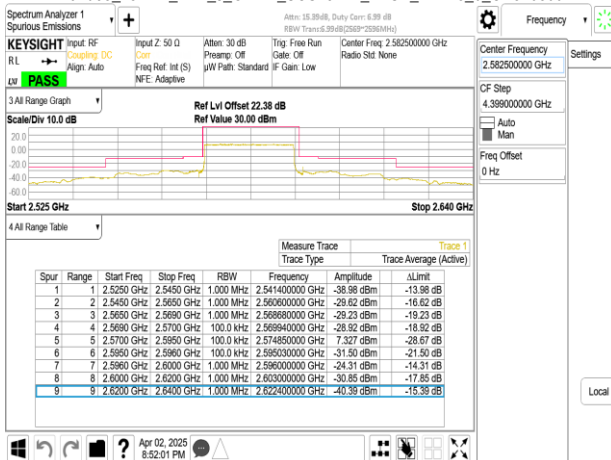 Spectrum Analyzer 1
Spurious Emissions
Attn: 15.39dB, Duty Corr: 6.99 dB
RBW Trans:6.99dB(2569~2596MHz)
Frequency
KEYSIGHT
RL
LXI PASS
Input: RF
Coupling: DC
Align: Auto
Input Z: 50 Ω
Corr
Freq Ref: Int (S)
NFE: Adaptive
Atten: 30 dB
Preamp: Off
µW Path: Standard
Trig: Free Run
Gate: Off
IF Gain: Low
Center Freq: 2.582500000 GHz
Radio Std: None
Center Frequency
2.582500000 GHz
Settings
CF Step
4.399000000 GHz
Auto
Man
Freq Offset
0 Hz
Local
3 All Range Graph
Scale/Div 10.0 dB
Ref Lvl Offset 22.38 dB
Ref Value 30.00 dBm
20.0
0.00
-20.0
-40.0
-60.0
Start 2.525 GHz
Stop 2.640 GHz
4 All Range Table
Measure Trace Trace 1
Trace Type Trace Average (Active)
Spur Range Start Freq Stop Freq RBW Frequency Amplitude ΔLimit
1 1 2.5250 GHz 2.5450 GHz 1.000 MHz 2.541400000 GHz -38.98 dBm -13.98 dB
2 2 2.5450 GHz 2.5650 GHz 1.000 MHz 2.560600000 GHz -29.62 dBm -16.62 dB
3 3 2.5650 GHz 2.5690 GHz 1.000 MHz 2.568680000 GHz -29.23 dBm -19.23 dB
4 4 2.5690 GHz 2.5700 GHz 100.0 kHz 2.569940000 GHz -28.92 dBm -18.92 dB
5 5 2.5700 GHz 2.5950 GHz 100.0 kHz 2.574850000 GHz 7.327 dBm -28.67 dB
6 6 2.5950 GHz 2.5960 GHz 100.0 kHz 2.595030000 GHz -31.50 dBm -21.50 dB
7 7 2.5960 GHz 2.6000 GHz 1.000 MHz 2.596000000 GHz -24.31 dBm -14.31 dB
8 8 2.6000 GHz 2.6200 GHz 1.000 MHz 2.603000000 GHz -30.85 dBm -17.85 dB
9 9 2.6200 GHz 2.6400 GHz 1.000 MHz 2.622400000 GHz -40.39 dBm -15.39 dB
Apr 02, 2025
8:52:01 PM